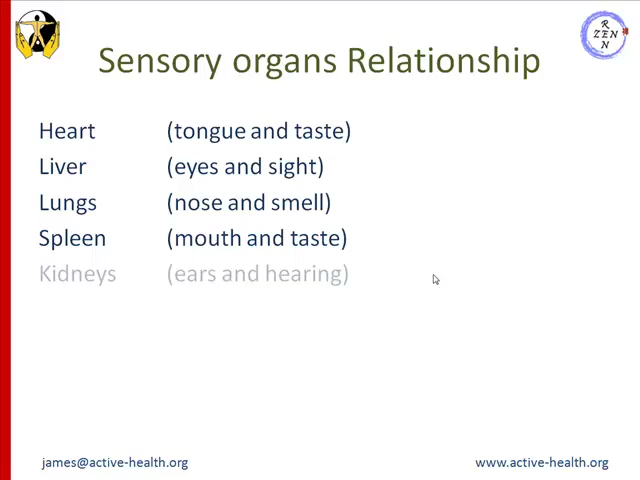 R
ZEN
N
Sensory organs Relationship
Heart (tongue and taste)
Liver (eyes and sight)
Lungs (nose and smell)
Spleen (mouth and taste)
Kidneys (ears and hearing)
james@active-health.org
www.active-health.org